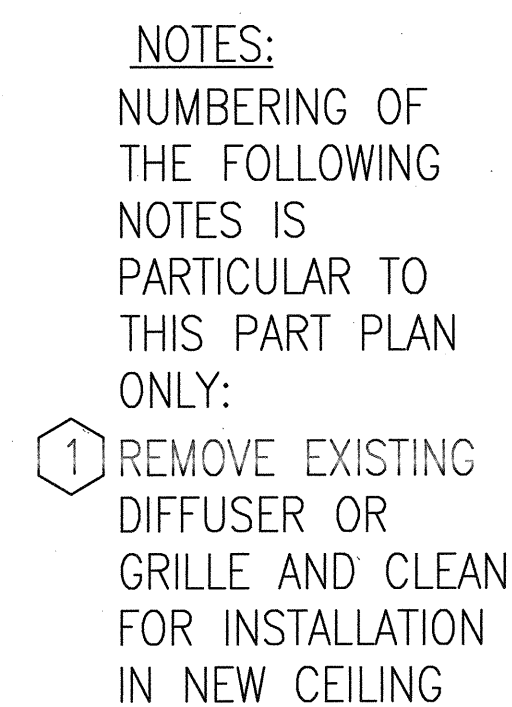 NOTES:
NUMBERING OF
THE FOLLOWING
NOTES IS
PARTICULAR TO
THIS PART PLAN
ONLY:
1 REMOVE EXISTING
DIFFUSER OR
GRILLE AND CLEAN
FOR INSTALLATION
IN NEW CEILING